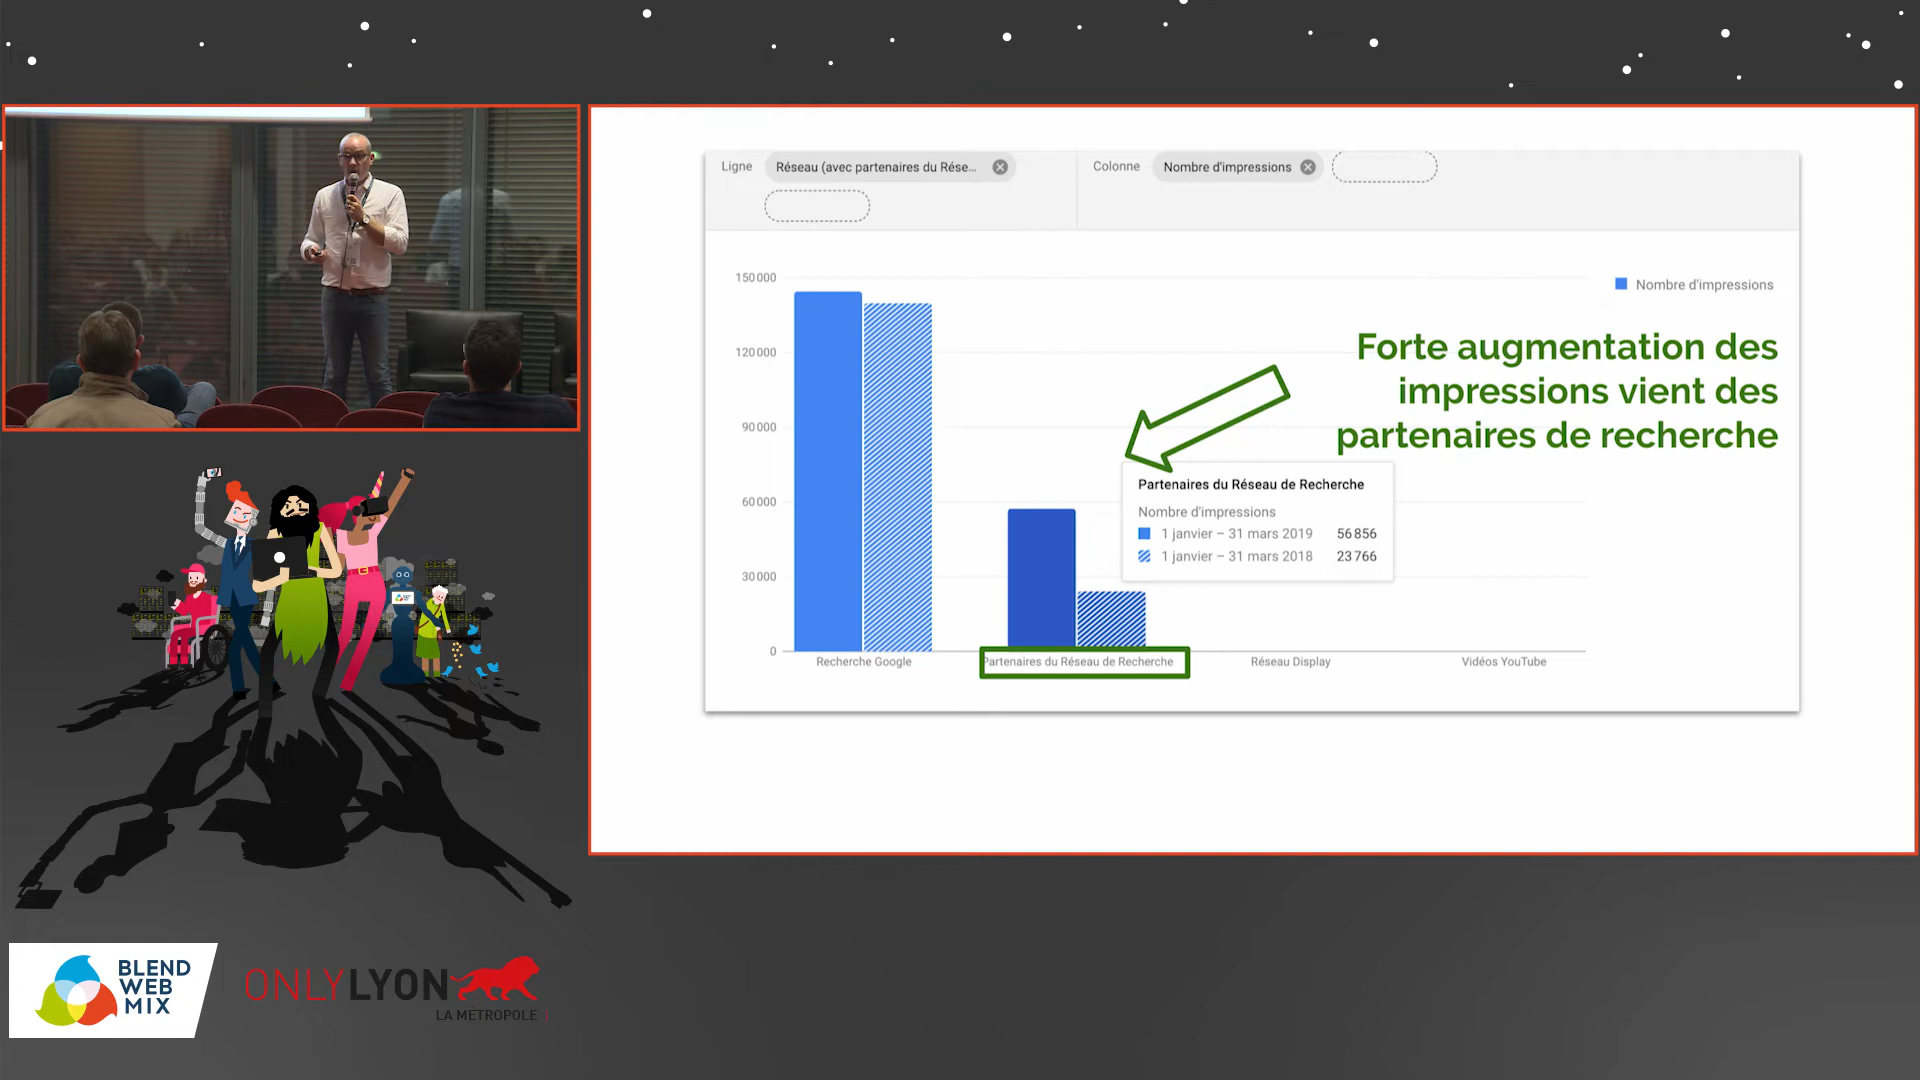 Ligne
Réseau (avec partenaires du Rése...
Colonne
Nombre d'impressions
150 000
120 000
90 000
60 000
30 000
0
Nombre d'impressions
Forte augmentation des
impressions vient des
partenaires de recherche
Partenaires du Réseau de Recherche
Nombre d'impressions
1 janvier – 31 mars 2019 56 856
1 janvier – 31 mars 2018 23 766
Recherche Google
Partenaires du Réseau de Recherche
Réseau Display
Vidéos YouTube
BLEND
WEB
MIX
ONLYLYON
LA MÉTROPOLE